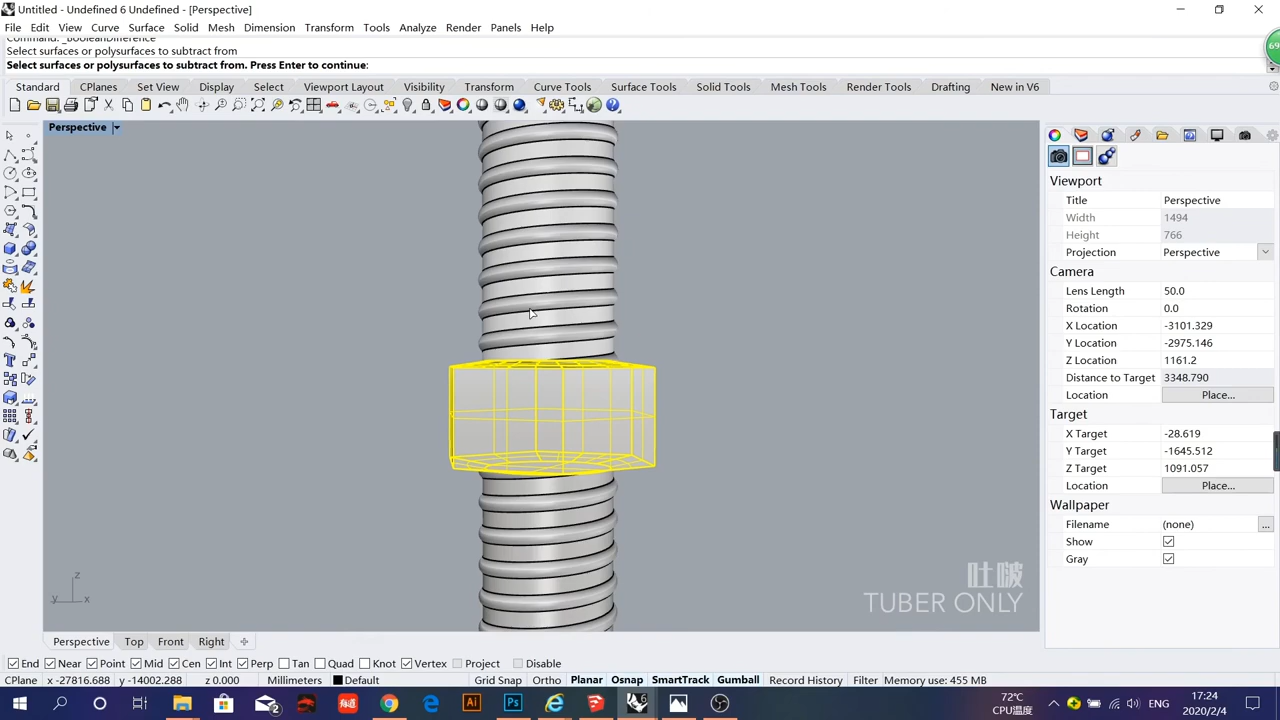 Untitled - Undefined 6 Undefined - [Perspective]
File Edit View Curve Surface Solid Mesh Dimension Transform Tools Analyze Render Panels Help
Command: _BooleanDifference
Select surfaces or polysurfaces to subtract from
Select surfaces or polysurfaces to subtract from. Press Enter to continue:
Standard CPlanes Set View Display Select Viewport Layout Visibility Transform Curve Tools Surface Tools Solid Tools Mesh Tools Render Tools Drafting New in V6
Perspective
Viewport
Title Perspective
Width 1494
Height 766
Projection Perspective
Camera
Lens Length 50.0
Rotation 0.0
X Location -3101.329
Y Location -2975.146
Z Location 1161.3
Distance to Target 3348.790
Location Place...
Target
X Target -28.619
Y Target -1645.512
Z Target 1091.057
Location Place...
Wallpaper
Filename (none) ...
Show
Gray
z
y x
吐啵
TUBER ONLY
Perspective Top Front Right
End Near Point Mid Cen Int Perp Tan Quad Knot Vertex Project Disable
CPlane x -27816.688 y -14002.288 z 0.000 Millimeters Default Grid Snap Ortho Planar Osnap SmartTrack Gumball Record History Filter Memory use: 455 MB
72℃
CPU温度
ENG
17:24
2020/2/4